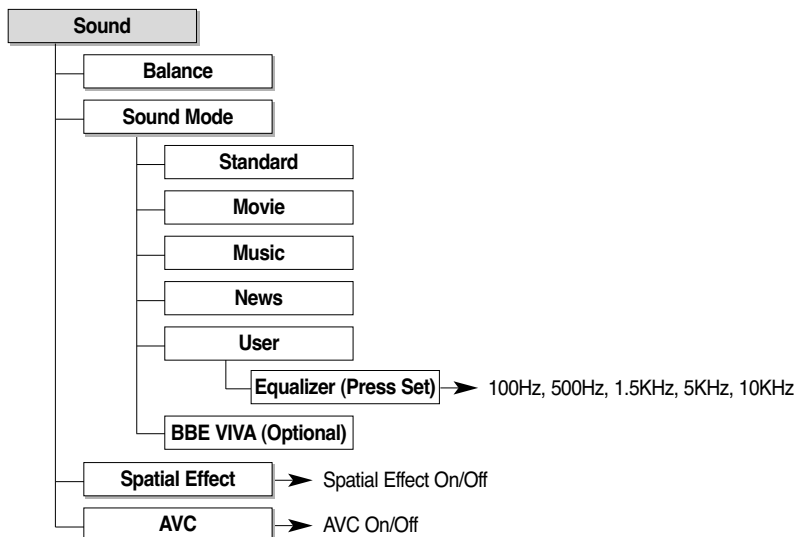 Sound
Balance
Sound Mode
Standard
Movie
Music
News
User
Equalizer (Press Set) 100Hz, 500Hz, 1.5KHz, 5KHz, 10KHz
BBE VIVA (Optional)
Spatial Effect Spatial Effect On/Off
AVC AVC On/Off